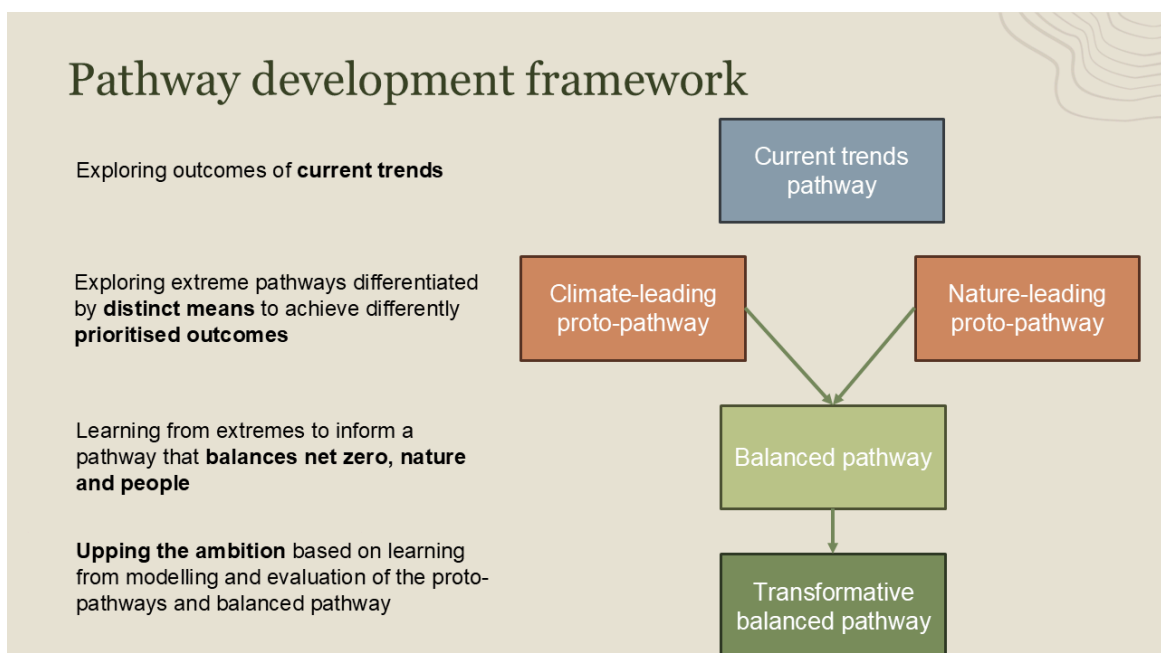 Pathway development framework
Exploring outcomes of current trends
Current trends
pathway
Exploring extreme pathways differentiated
by distinct means to achieve differently
prioritised outcomes
Climate-leading
proto-pathway
Nature-leading
proto-pathway
Learning from extremes to inform a
pathway that balances net zero, nature
and people
Balanced pathway
Upping the ambition based on learning
from modelling and evaluation of the proto-
pathways and balanced pathway
Transformative
balanced pathway